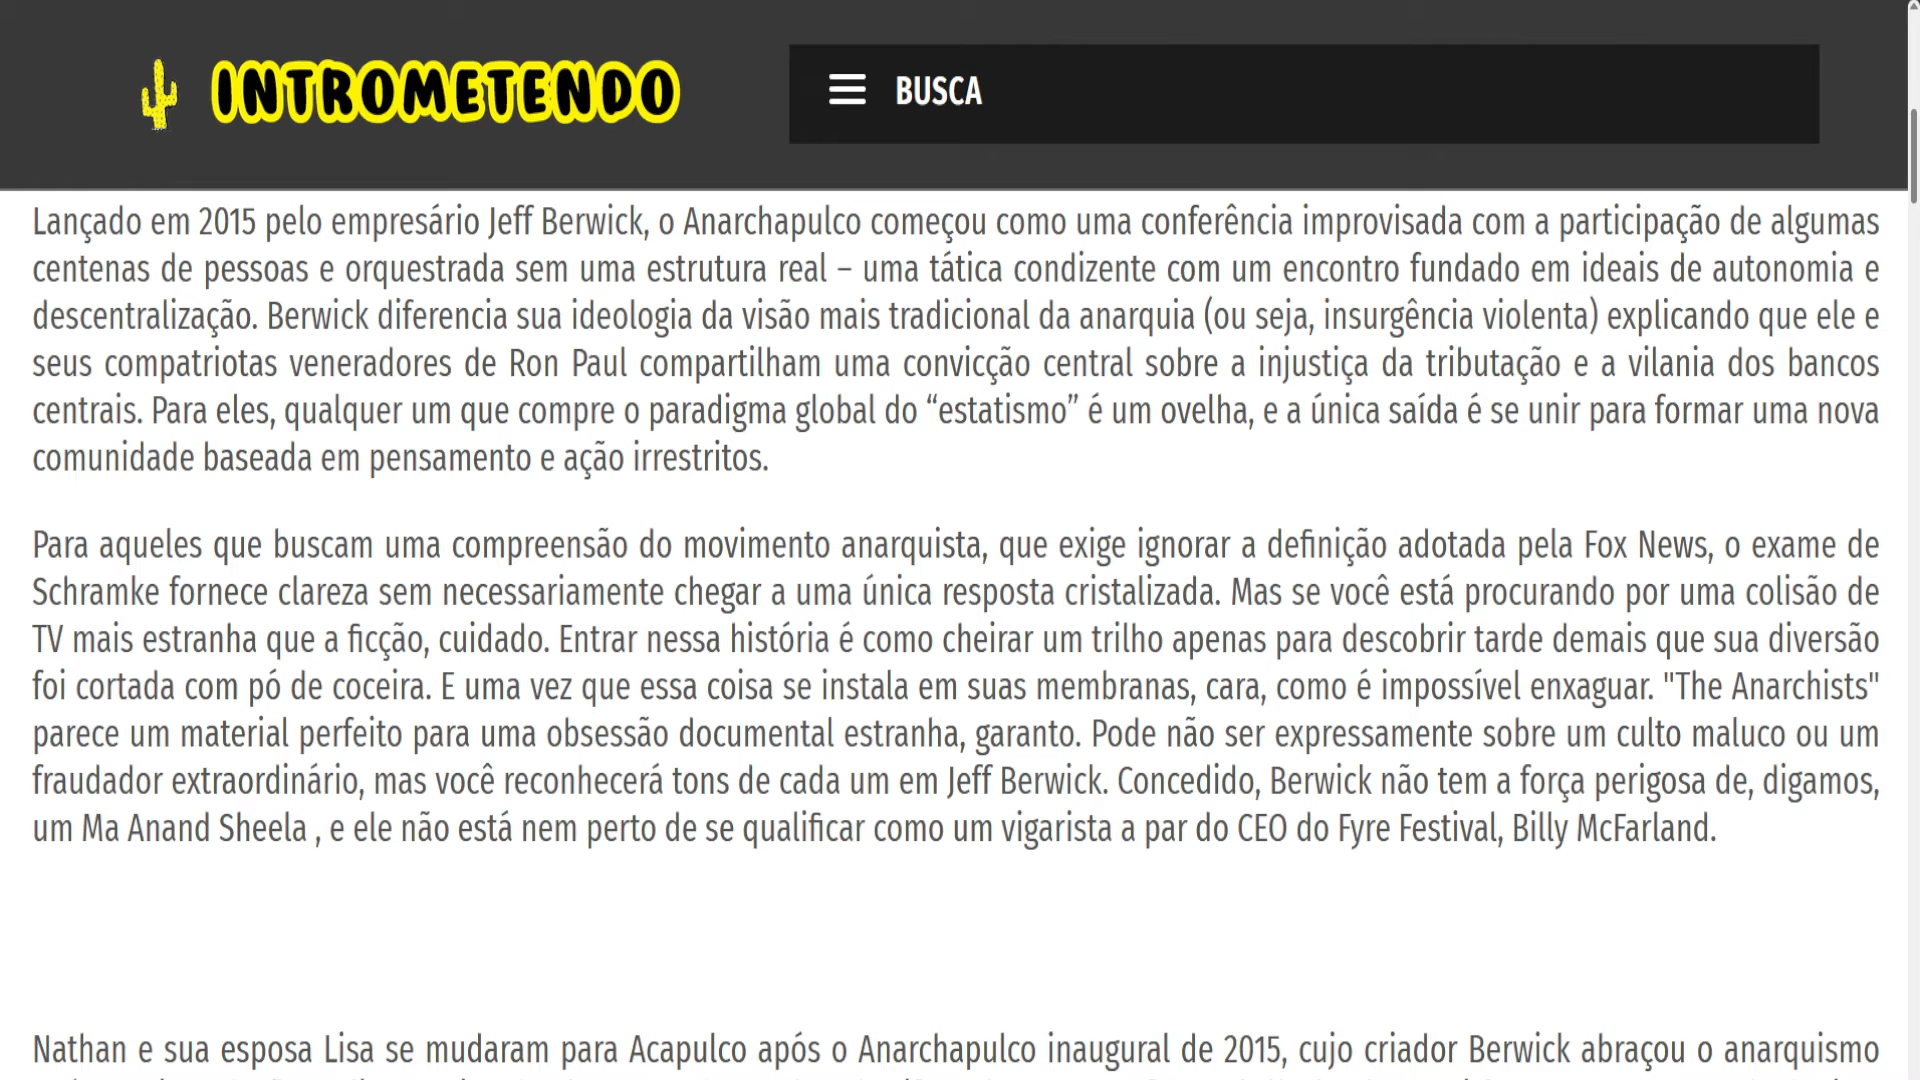 INTROMETENDO
BUSCA
Lançado em 2015 pelo empresário Jeff Berwick, o Anarchapulco começou como uma conferência improvisada com a participação de algumas
centenas de pessoas e orquestrada sem uma estrutura real – uma tática condizente com um encontro fundado em ideais de autonomia e
descentralização. Berwick diferencia sua ideologia da visão mais tradicional da anarquia (ou seja, insurgência violenta) explicando que ele e
seus compatriotas veneradores de Ron Paul compartilham uma convicção central sobre a injustiça da tributação e a vilania dos bancos
centrais. Para eles, qualquer um que compre o paradigma global do “estatismo” é um ovelha, e a única saída é se unir para formar uma nova
comunidade baseada em pensamento e ação irrestritos.
Para aqueles que buscam uma compreensão do movimento anarquista, que exige ignorar a definição adotada pela Fox News, o exame de
Schramke fornece clareza sem necessariamente chegar a uma única resposta cristalizada. Mas se você está procurando por uma colisão de
TV mais estranha que a ficção, cuidado. Entrar nessa história é como cheirar um trilho apenas para descobrir tarde demais que sua diversão
foi cortada com pó de coceira. E uma vez que essa coisa se instala em suas membranas, cara, como é impossível enxaguar. "The Anarchists"
parece um material perfeito para uma obsessão documental estranha, garanto. Pode não ser expressamente sobre um culto maluco ou um
fraudador extraordinário, mas você reconhecerá tons de cada um em Jeff Berwick. Concedido, Berwick não tem a força perigosa de, digamos,
um Ma Anand Sheela , e ele não está nem perto de se qualificar como um vigarista a par do CEO do Fyre Festival, Billy McFarland.
Nathan e sua esposa Lisa se mudaram para Acapulco após o Anarchapulco inaugural de 2015, cujo criador Berwick abraçou o anarquismo